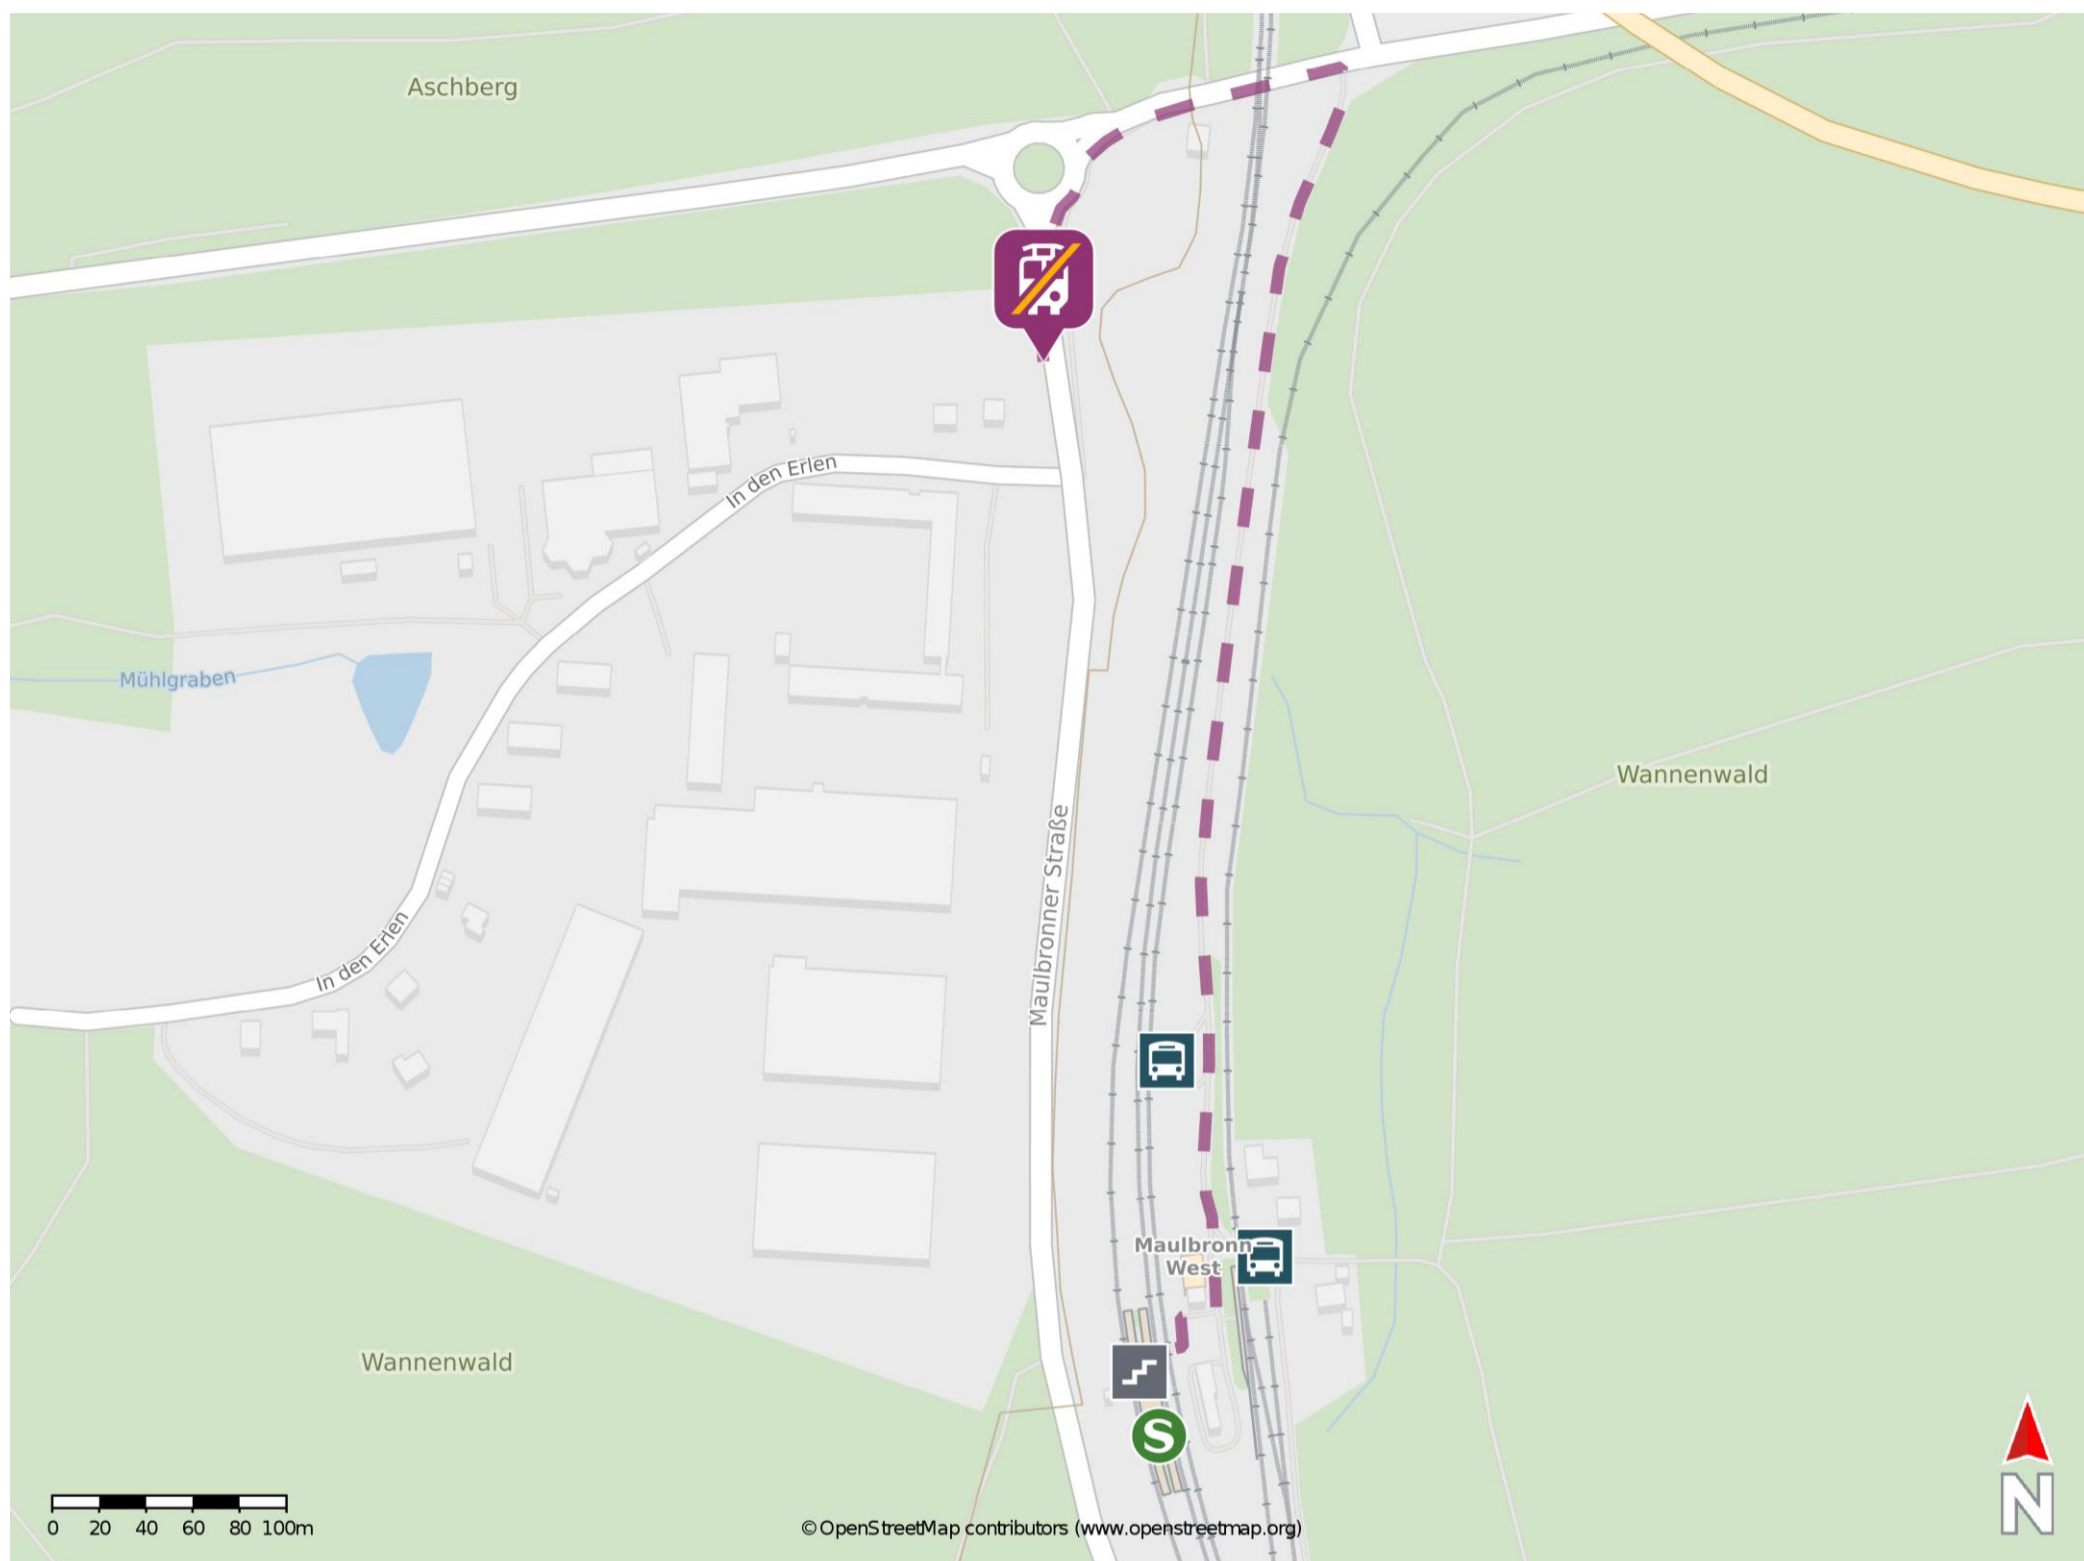 Aschberg
In den Erlen
Mühlgraben
Wannenwald
Maulbronner Straße
In den Erlen
Maulbronn
West
Wannenwald
S
N
0 20 40 60 80 100m
© OpenStreetMap contributors (www.openstreetmap.org)